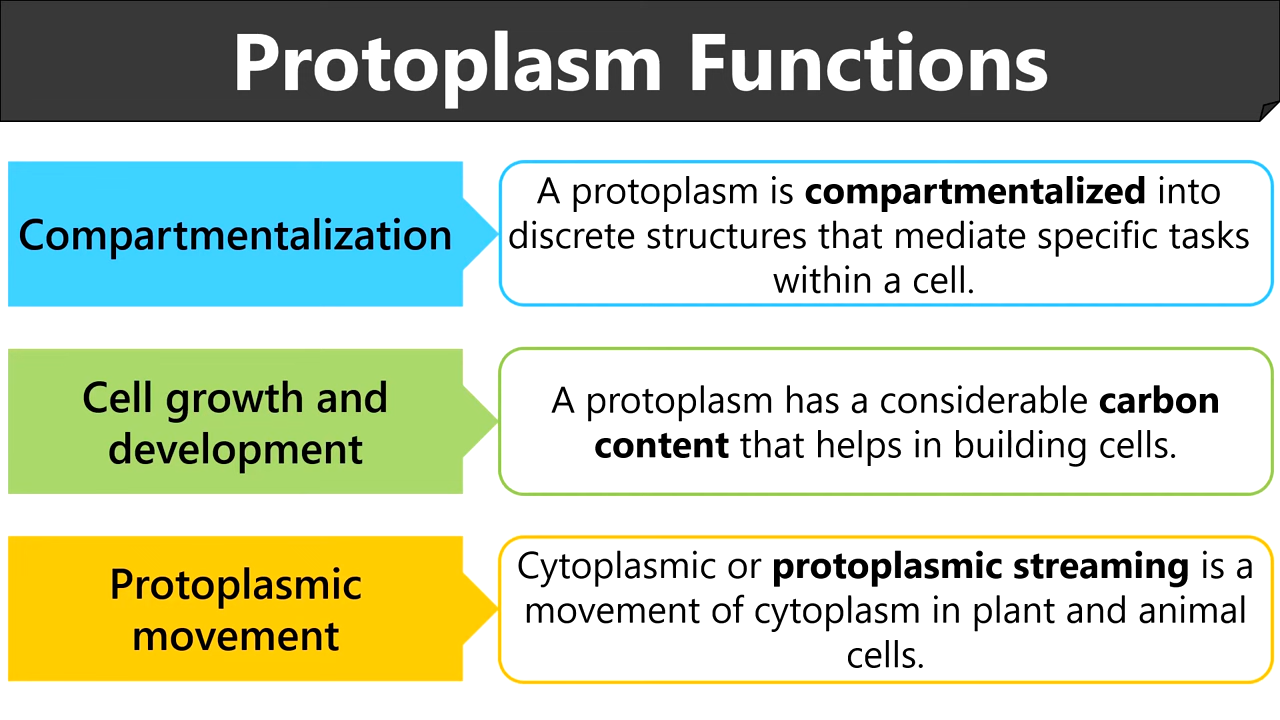 Protoplasm Functions
Compartmentalization
A protoplasm is compartmentalized into
discrete structures that mediate specific tasks
within a cell.
Cell growth and
development
A protoplasm has a considerable carbon
content that helps in building cells.
Protoplasmic
movement
Cytoplasmic or protoplasmic streaming is a
movement of cytoplasm in plant and animal
cells.